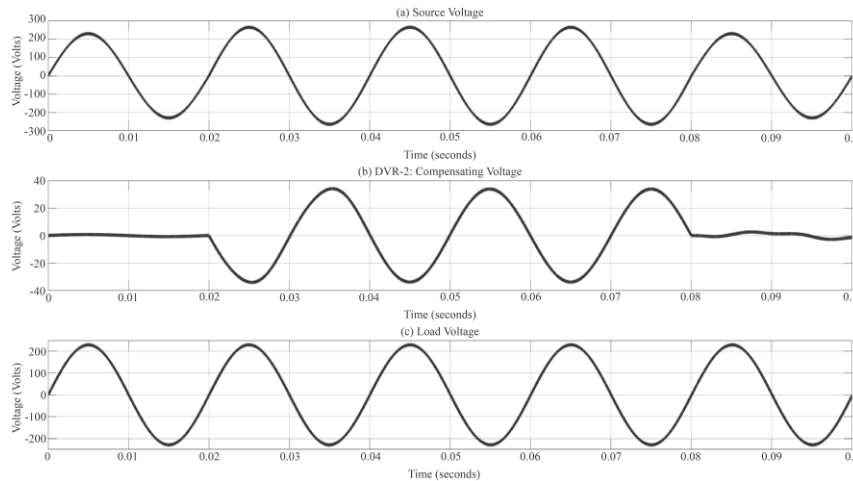 (a) Source Voltage
300
200
100
0
-100
-200
-300
Voltage (Volts)
0 0.01 0.02 0.03 0.04 0.05 0.06 0.07 0.08 0.09 0.
Time (seconds)
(b) DVR-2: Compensating Voltage
40
20
0
-20
-40
Voltage (Volts)
0 0.01 0.02 0.03 0.04 0.05 0.06 0.07 0.08 0.09 0.
Time (seconds)
(c) Load Voltage
200
100
0
-100
-200
Voltage (Volts)
0 0.01 0.02 0.03 0.04 0.05 0.06 0.07 0.08 0.09 0.
Time (seconds)